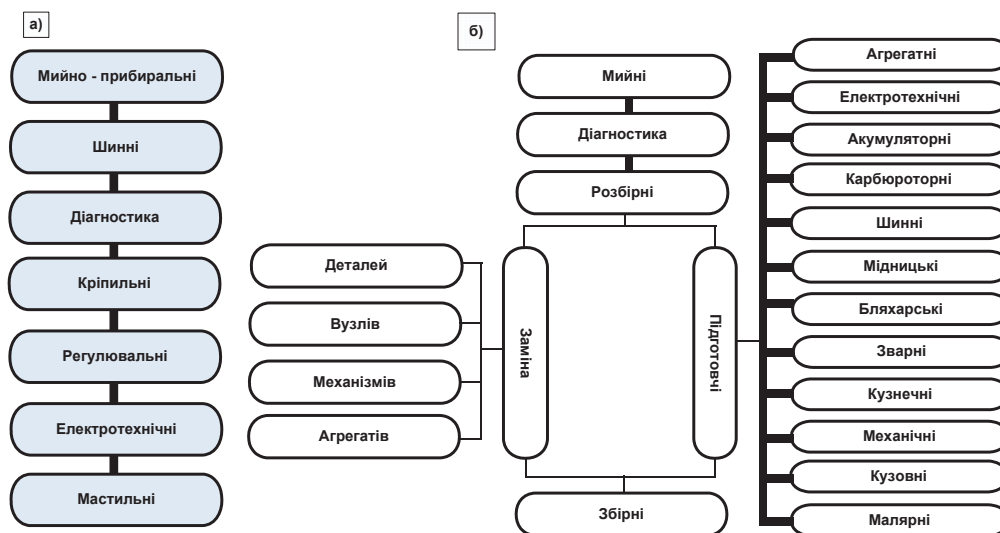 а)
Мийно - прибиральні
Шинні
Діагностика
Кріпильні
Регулювальні
Електротехнічні
Мастильні
б)
Мийні
Діагностика
Розбірні
Деталей
Вузлів
Механізмів
Агрегатів
Заміна
Підготовчі
Збірні
Агрегатні
Електротехнічні
Акумуляторні
Карбюроторні
Шинні
Мідницькі
Бляхарські
Зварні
Кузнечні
Механічні
Кузовні
Малярні